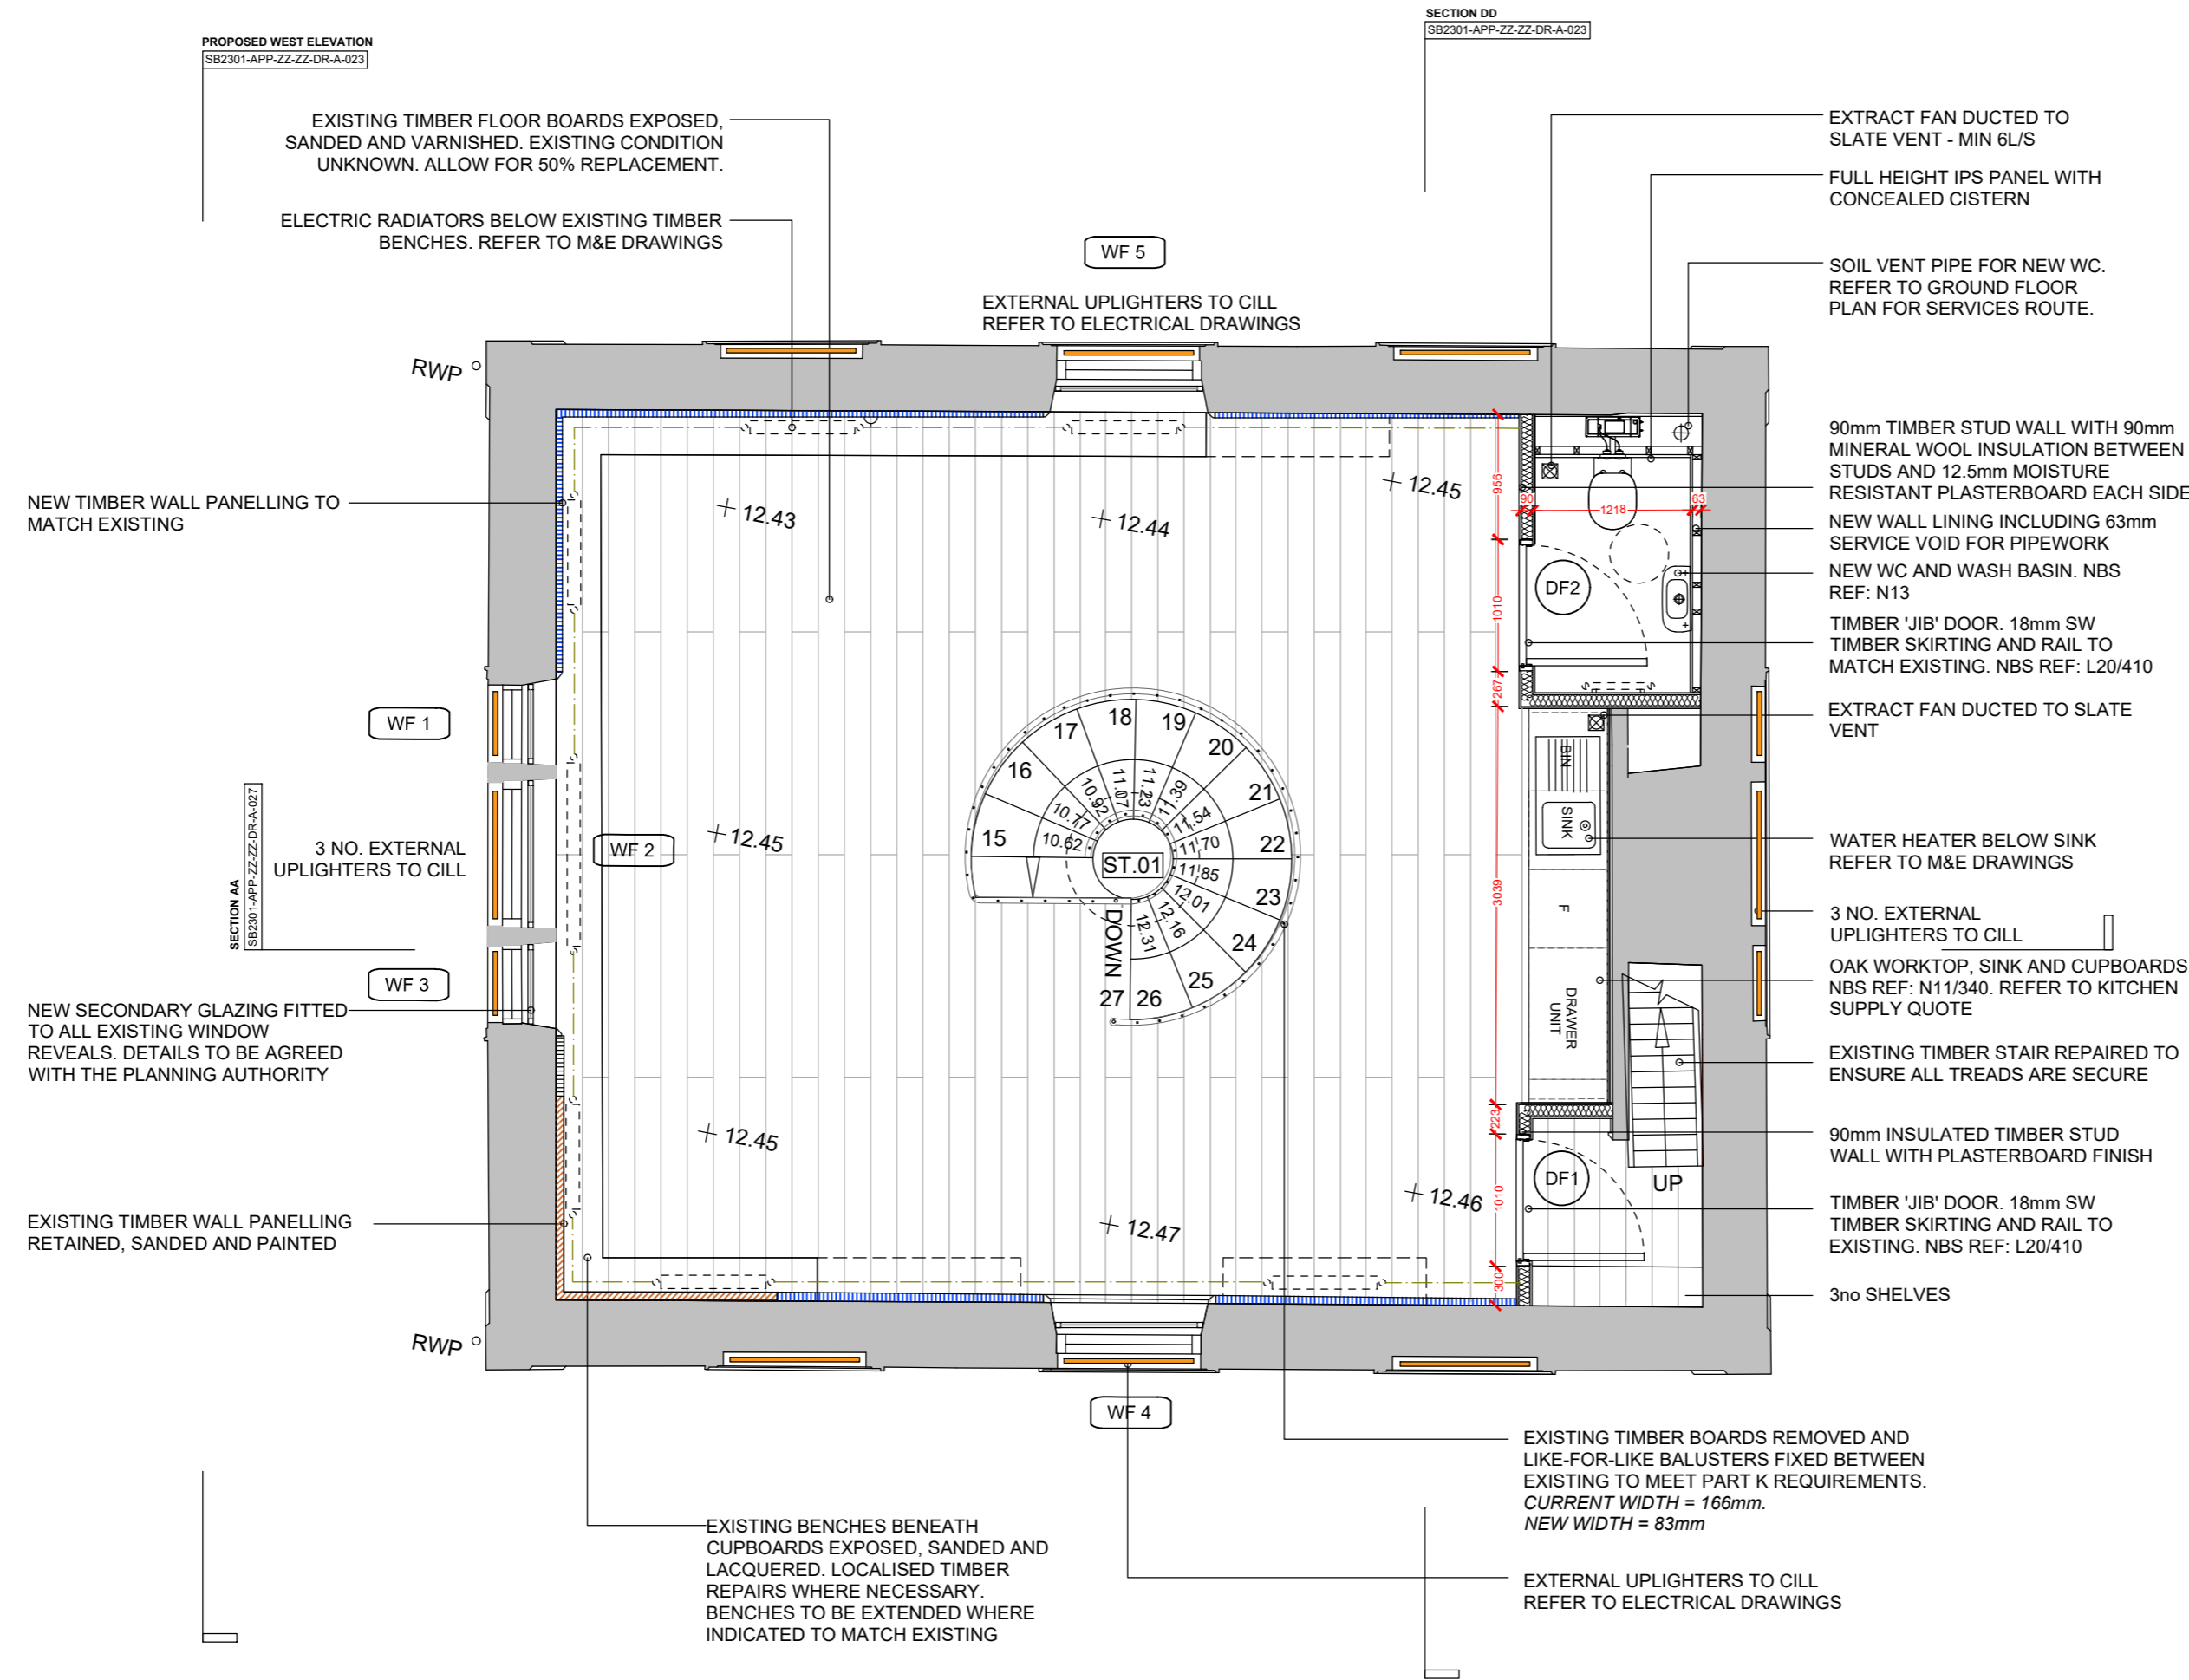 PROPOSED WEST ELEVATION
SB2301-APP-ZZ-ZZ-DR-A-023
SECTION DD
SB2301-APP-ZZ-ZZ-DR-A-023
EXISTING TIMBER FLOOR BOARDS EXPOSED,
SANDED AND VARNISHED. EXISTING CONDITION
UNKNOWN. ALLOW FOR 50% REPLACEMENT.
ELECTRIC RADIATORS BELOW EXISTING TIMBER
BENCHES. REFER TO M&E DRAWINGS
WF 5
EXTERNAL UPLIGHTERS TO CILL
REFER TO ELECTRICAL DRAWINGS
EXTRACT FAN DUCTED TO
SLATE VENT - MIN 6L/S
FULL HEIGHT IPS PANEL WITH
CONCEALED CISTERN
SOIL VENT PIPE FOR NEW WC.
REFER TO GROUND FLOOR
PLAN FOR SERVICES ROUTE.
90mm TIMBER STUD WALL WITH 90mm
MINERAL WOOL INSULATION BETWEEN
STUDS AND 12.5mm MOISTURE
RESISTANT PLASTERBOARD EACH SIDE
NEW WALL LINING INCLUDING 63mm
SERVICE VOID FOR PIPEWORK
NEW WC AND WASH BASIN. NBS
REF: N13
TIMBER 'JIB' DOOR. 18mm SW
TIMBER SKIRTING AND RAIL TO
MATCH EXISTING. NBS REF: L20/410
EXTRACT FAN DUCTED TO SLATE
VENT
WATER HEATER BELOW SINK
REFER TO M&E DRAWINGS
3 NO. EXTERNAL
UPLIGHTERS TO CILL
OAK WORKTOP, SINK AND CUPBOARDS
NBS REF: N11/340. REFER TO KITCHEN
SUPPLY QUOTE
EXISTING TIMBER STAIR REPAIRED TO
ENSURE ALL TREADS ARE SECURE
90mm INSULATED TIMBER STUD
WALL WITH PLASTERBOARD FINISH
TIMBER 'JIB' DOOR. 18mm SW
TIMBER SKIRTING AND RAIL TO
EXISTING. NBS REF: L20/410
3no SHELVES
RWP
NEW TIMBER WALL PANELLING TO
MATCH EXISTING
WF 1
SECTION AA
SB2301-APP-ZZ-ZZ-DR-A-027
3 NO. EXTERNAL
UPLIGHTERS TO CILL
WF 2
WF 3
NEW SECONDARY GLAZING FITTED
TO ALL EXISTING WINDOW
REVEALS. DETAILS TO BE AGREED
WITH THE PLANNING AUTHORITY
EXISTING TIMBER WALL PANELLING
RETAINED, SANDED AND PAINTED
RWP
12.43
12.44
12.45
12.45
12.45
12.47
12.46
15
16
17
18
19
20
21
22
23
24
25
26
27
10.62
10.77
10.92
11.07
11.23
11.39
11.54
11.70
11.85
12.01
12.16
12.31
ST.01
DOWN
956
90
1218
63
1010
267
3039
223
1010
300
DF2
BIN
SINK
F
DRAWER
UNIT
DF1
UP
WF 4
EXISTING BENCHES BENEATH
CUPBOARDS EXPOSED, SANDED AND
LACQUERED. LOCALISED TIMBER
REPAIRS WHERE NECESSARY.
BENCHES TO BE EXTENDED WHERE
INDICATED TO MATCH EXISTING
EXISTING TIMBER BOARDS REMOVED AND
LIKE-FOR-LIKE BALUSTERS FIXED BETWEEN
EXISTING TO MEET PART K REQUIREMENTS.
CURRENT WIDTH = 166mm.
NEW WIDTH = 83mm
EXTERNAL UPLIGHTERS TO CILL
REFER TO ELECTRICAL DRAWINGS